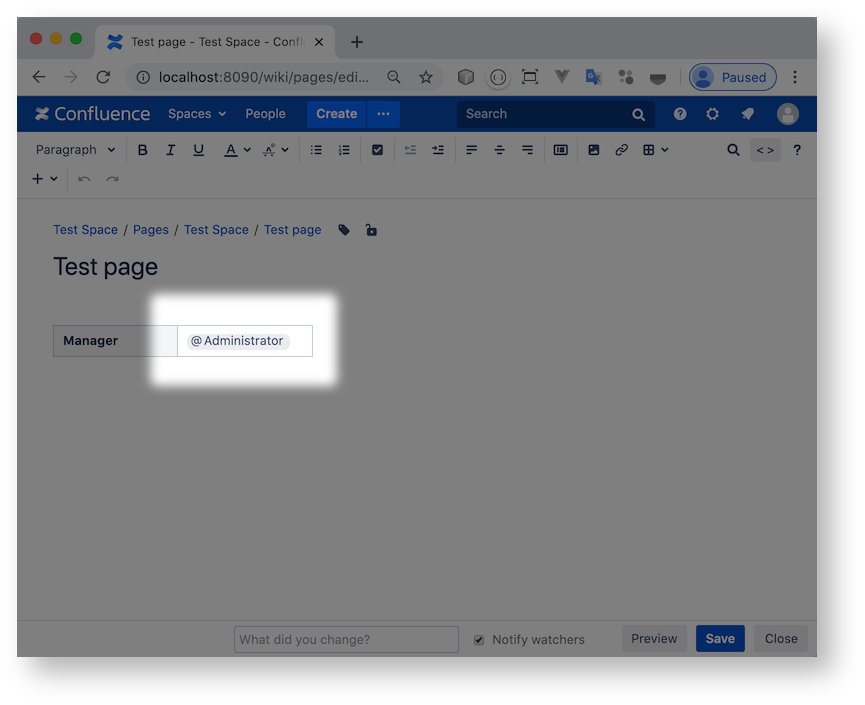 Test page - Test Space - Confl
localhost:8090/wiki/pages/edi... Paused
Confluence Spaces People Create ··· Search
Paragraph B I U A <> ?
Test Space / Pages / Test Space / Test page
Test page
Manager @Administrator
What did you change? Notify watchers Preview Save Close